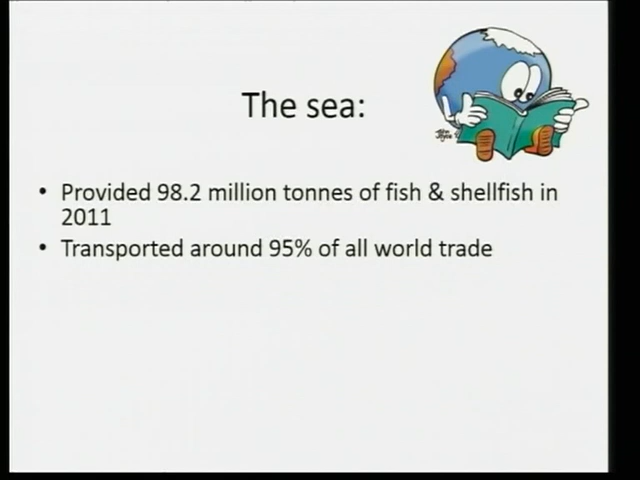 The sea:
• Provided 98.2 million tonnes of fish & shellfish in
2011
• Transported around 95% of all world trade